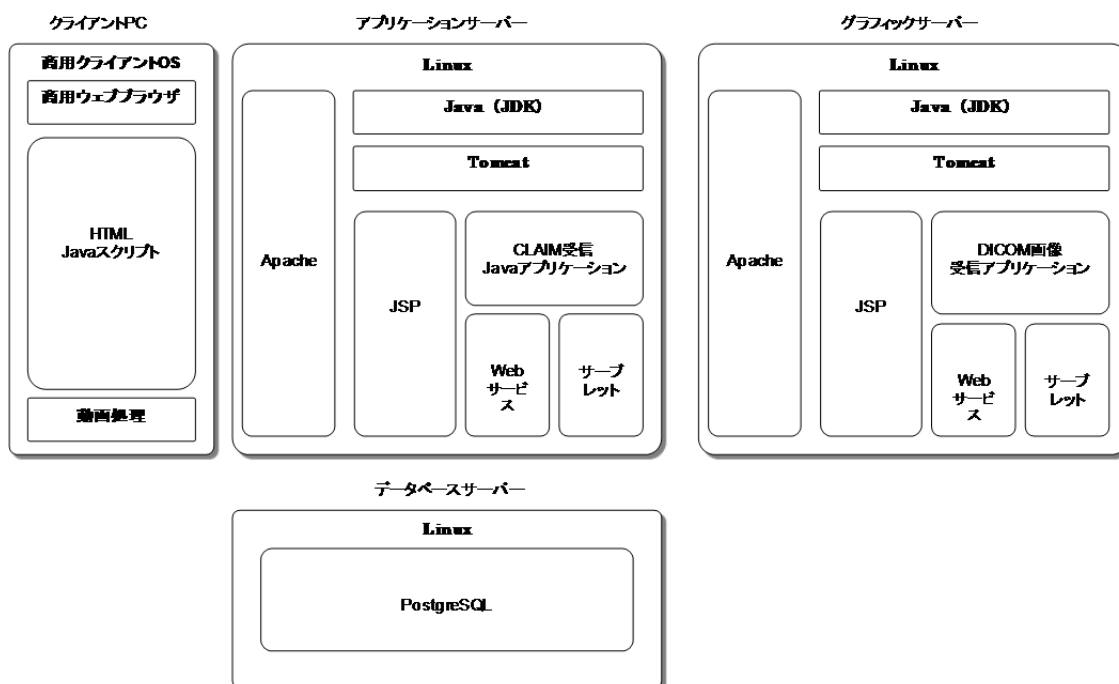 クライアントPC
商用クライアントOS
商用ウェブブラウザ
HTML
Javaスクリプト
動画処理
アプリケーションサーバー
Linux
Apache
Java（JDK）
Tomcat
JSP
CLAIM受信
Javaアプリケーション
Web
サービ
ス
サーブ
レット
グラフィックサーバー
Linux
Apache
Java（JDK）
Tomcat
JSP
DICOM画像
受信アプリケーション
Web
サービ
ス
サーブ
レット
データベースサーバー
Linux
PostgreSQL